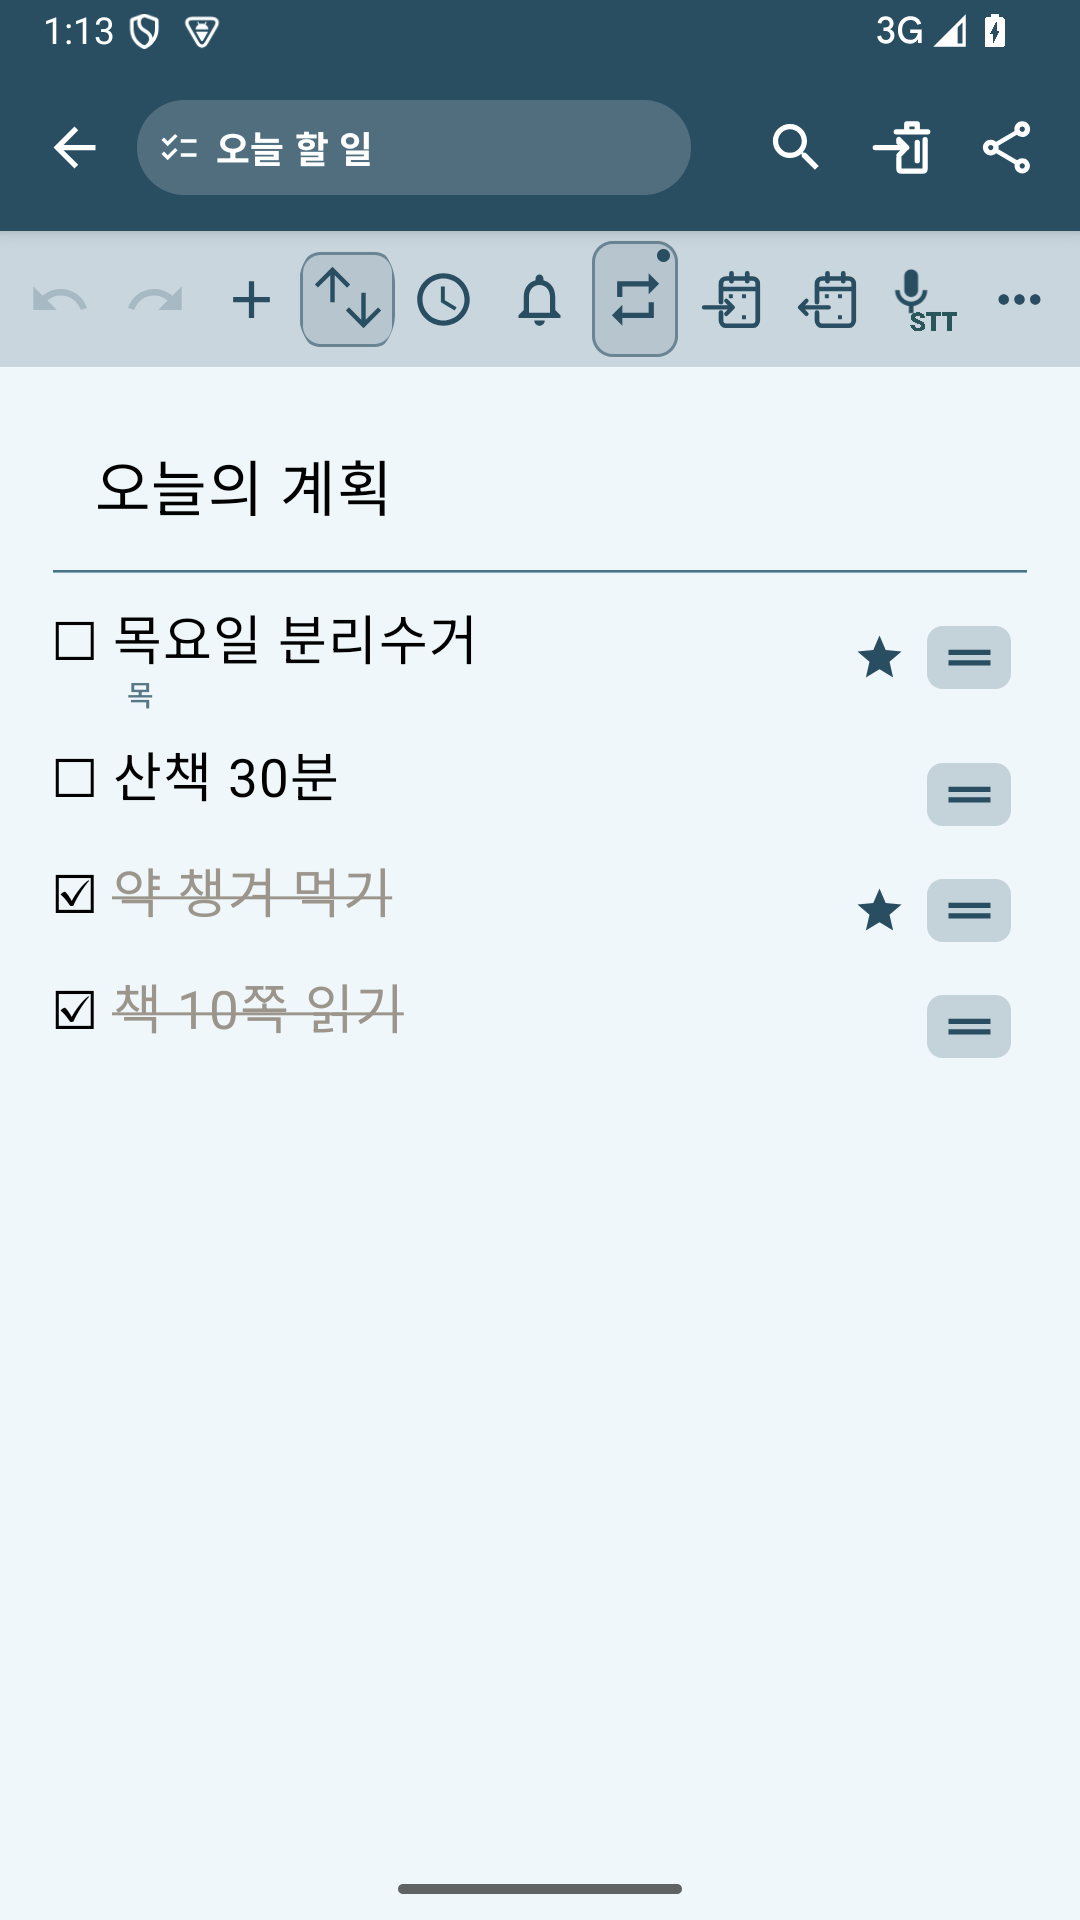 1:13
3G
오늘 할 일
STT
오늘의 계획
목요일 분리수거
목
산책 30분
약 챙겨 먹기
책 10쪽 읽기